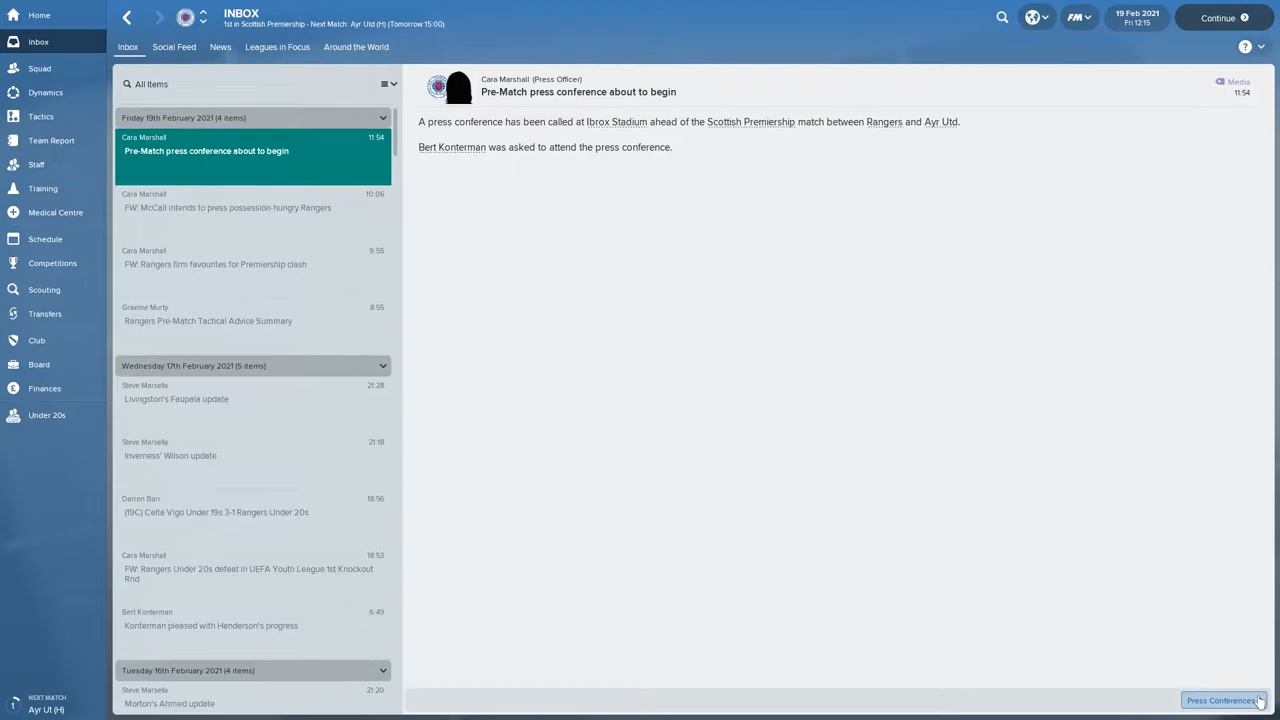 Home
Inbox
Squad
Dynamics
Tactics
Team Report
Staff
Training
Medical Centre
Schedule
Competitions
Scouting
Transfers
Club
Board
Finances
Under 20s
1
NEXT MATCH
Ayr Ut (H)
INBOX
1st in Scottish Premiership - Next Match: Ayr Utd (H) (Tomorrow 15:00)
FM
19 Feb 2021
Fri 12:15
Continue
Inbox
Social Feed
News
Leagues in Focus
Around the World
?
All Items
Friday 19th February 2021 (4 items)
Cara Marshall 11:54
Pre-Match press conference about to begin
Cara Marshall 10:06
FW: McCall intends to press possession-hungry Rangers
Cara Marshall 9:55
FW: Rangers firm favourites for Premiership clash
Graeme Murty 8:55
Rangers Pre-Match Tactical Advice Summary
Wednesday 17th February 2021 (5 items)
Steve Marsella 21:28
Livingston's Faupala update
Steve Marsella 21:18
Inverness' Wilson update
Darren Barr 18:56
(19C) Celta Vigo Under 19s 3-1 Rangers Under 20s
Cara Marshall 18:53
FW: Rangers Under 20s defeat in UEFA Youth League 1st Knockout
Rnd
Bert Konterman 6:49
Konterman pleased with Henderson's progress
Tuesday 16th February 2021 (4 items)
Steve Marsella 21:20
Morton's Ahmed update
Cara Marshall (Press Officer)
Pre-Match press conference about to begin
Media
11:54
A press conference has been called at Ibrox Stadium ahead of the Scottish Premiership match between Rangers and Ayr Utd.
Bert Konterman was asked to attend the press conference.
Press Conferences